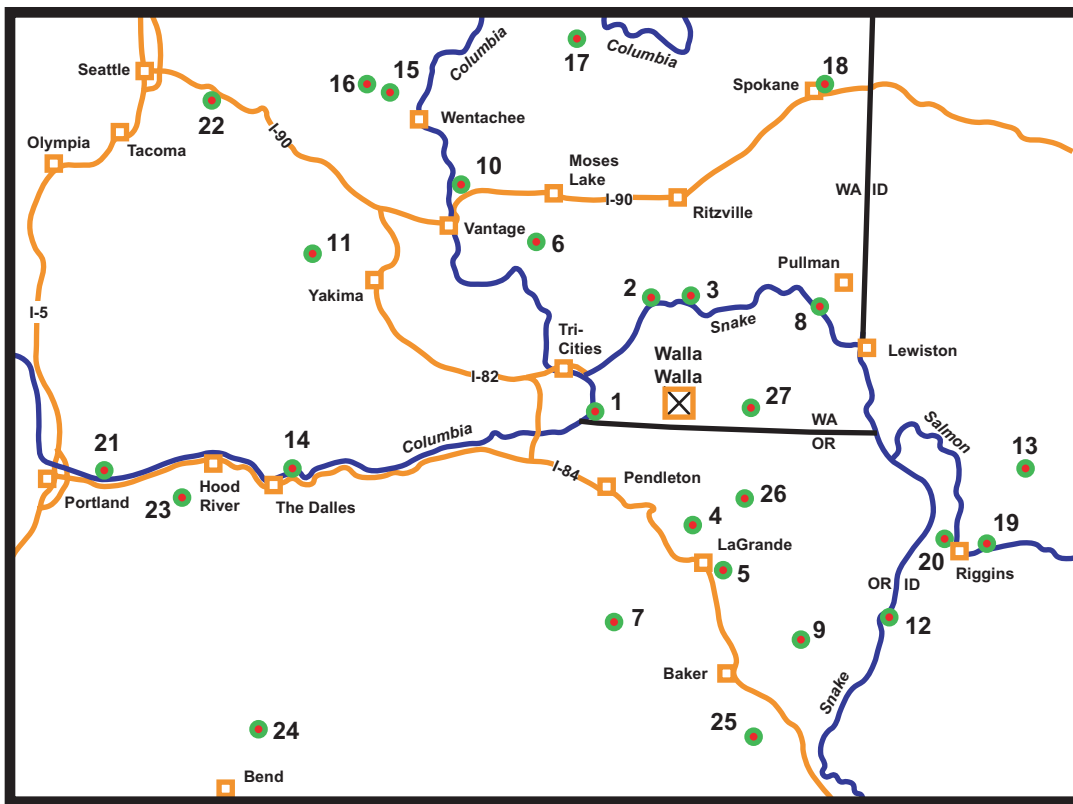 Columbia
Columbia
17
Seattle
16
15
Spokane
18
22
Wentachee
I-90
Olympia
Tacoma
10
Moses
Lake
I-90
WA
ID
Ritzville
Vantage
11
6
Pullman
Yakima
2
3
I-5
Snake
8
Tri-
Cities
Walla
Walla
Lewiston
I-82
1
27
WA
OR
Columbia
Salmon
21
14
13
I-84
Portland
23
Hood
River
The Dalles
Pendleton
26
4
LaGrande
5
19
20
Riggins
OR
ID
7
9
12
Baker
Snake
25
24
Bend